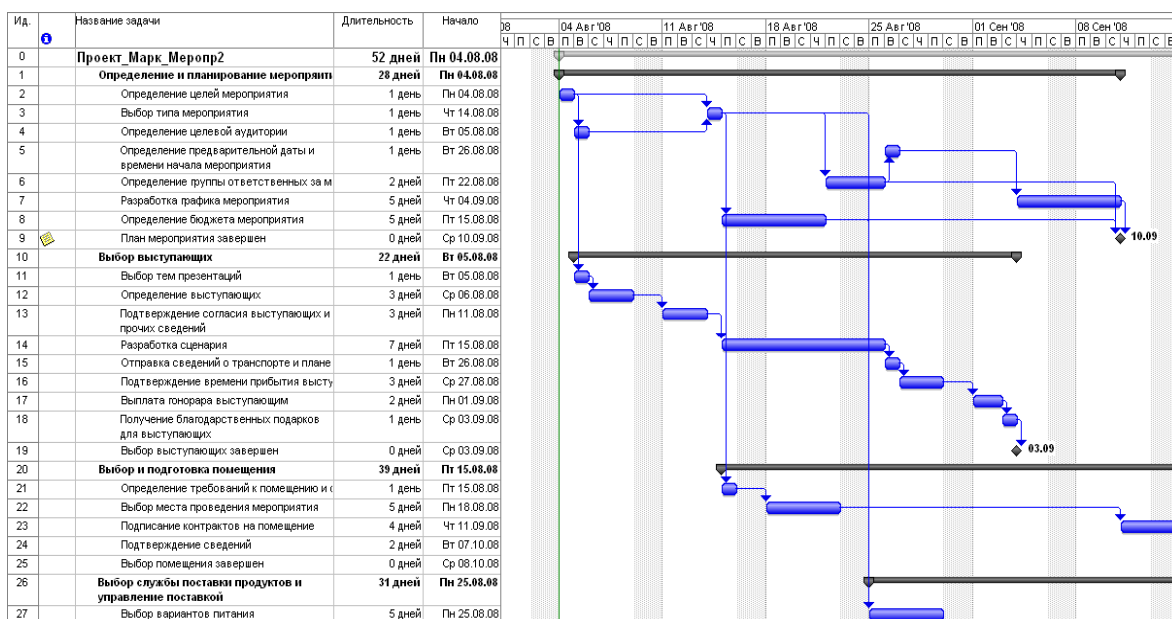 Ид. Название задачи Длительность Начало '08 04 Авг '08 11 Авг '08 18 Авг '08 25 Авг '08 01 Сен '08 08 Сен '08
Ч П С В П В С Ч П С В П В С Ч П С В П В С Ч П С В П В С Ч П С В П В С Ч П С В П В С Ч П С В
0 Проект_Марк_Меропр2 52 дней Пн 04.08.08
1 Определение и планирование мероприяти 28 дней Пн 04.08.08
2 Определение целей мероприятия 1 день Пн 04.08.08
3 Выбор типа мероприятия 1 день Чт 14.08.08
4 Определение целевой аудитории 1 день Вт 05.08.08
5 Определение предварительной даты и 1 день Вт 26.08.08
времени начала мероприятия
6 Определение группы ответственных за м 2 дней Пт 22.08.08
7 Разработка графика мероприятия 5 дней Чт 04.09.08
8 Определение бюджета мероприятия 5 дней Пт 15.08.08
9 План мероприятия завершен 0 дней Ср 10.09.08 10.09
10 Выбор выступающих 22 дней Вт 05.08.08
11 Выбор тем презентаций 1 день Вт 05.08.08
12 Определение выступающих 3 дней Ср 06.08.08
13 Подтверждение согласия выступающих и 3 дней Пн 11.08.08
прочих сведений
14 Разработка сценария 7 дней Пт 15.08.08
15 Отправка сведений о транспорте и плане 1 день Вт 26.08.08
16 Подтверждение времени прибытия высту 3 дней Ср 27.08.08
17 Выплата гонорара выступающим 2 дней Пн 01.09.08
18 Получение благодарственных подарков 1 день Ср 03.09.08
для выступающих
19 Выбор выступающих завершен 0 дней Ср 03.09.08 03.09
20 Выбор и подготовка помещения 39 дней Пт 15.08.08
21 Определение требований к помещению и о 1 день Пт 15.08.08
22 Выбор места проведения мероприятия 5 дней Пн 18.08.08
23 Подписание контрактов на помещение 4 дней Чт 11.09.08
24 Подтверждение сведений 2 дней Вт 07.10.08
25 Выбор помещения завершен 0 дней Ср 08.10.08
26 Выбор службы поставки продуктов и 31 дней Пн 25.08.08
управление поставкой
27 Выбор вариантов питания 5 дней Пн 25.08.08